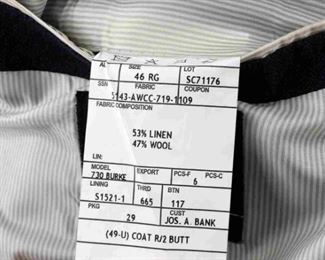 SIZE LOT
46 RG SC71176
SSN FABRIC COUPON
5143-AWCC-719-1109
FABRIC COMPOSITION
53% LINEN
47% WOOL
LIN:
MODEL EXPORT PCS-F PCS-C
730 BURKE 6
LINING THRD BTN
S1521-1 665 117
PKG CUST
29 JOS. A. BANK
(49-U) COAT R/2 BUTT